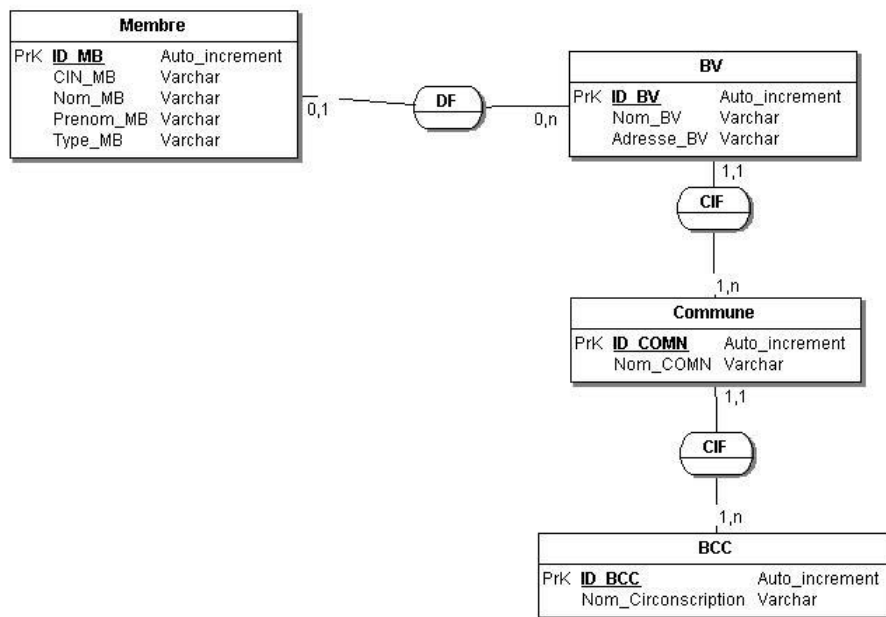 Membre
PrK ID_MB Auto_increment
CIN_MB Varchar
Nom_MB Varchar
Prenom_MB Varchar
Type_MB Varchar
0,1
DF
0,n
BV
PrK ID_BV Auto_increment
Nom_BV Varchar
Adresse_BV Varchar
1,1
CIF
1,n
Commune
PrK ID_COMN Auto_increment
Nom_COMN Varchar
1,1
CIF
1,n
BCC
PrK ID_BCC Auto_increment
Nom_Circonscription Varchar